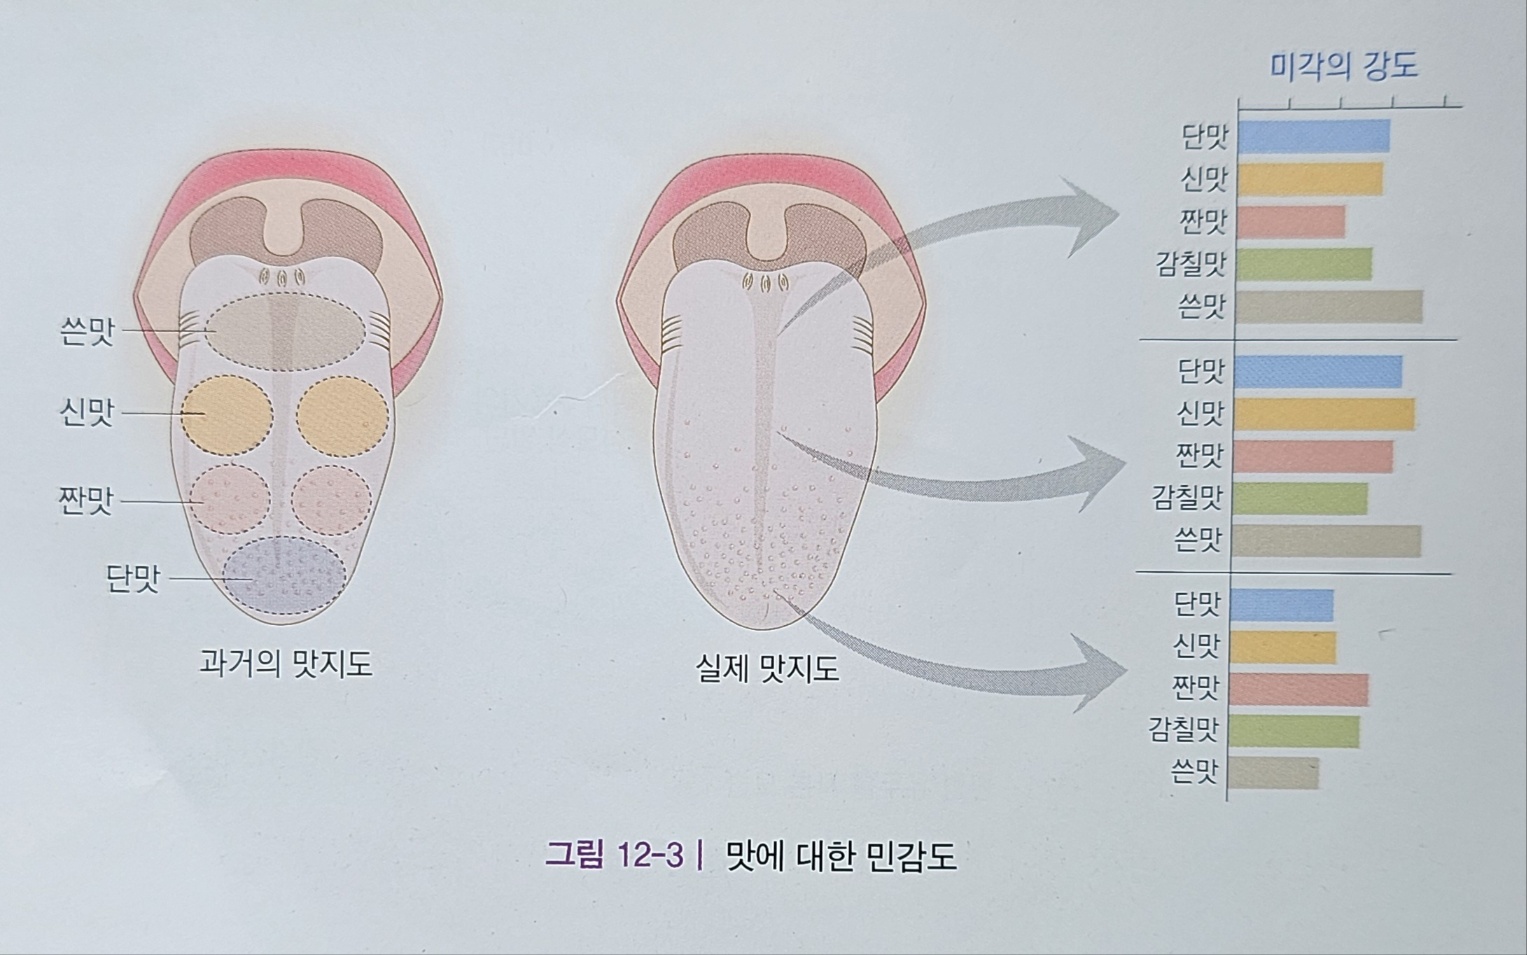 쓴맛
신맛
짠맛
단맛
과거의 맛지도
실제 맛지도
미각의 강도
단맛
신맛
짠맛
감칠맛
쓴맛
단맛
신맛
짠맛
감칠맛
쓴맛
단맛
신맛
짠맛
감칠맛
쓴맛
그림 12-3 | 맛에 대한 민감도